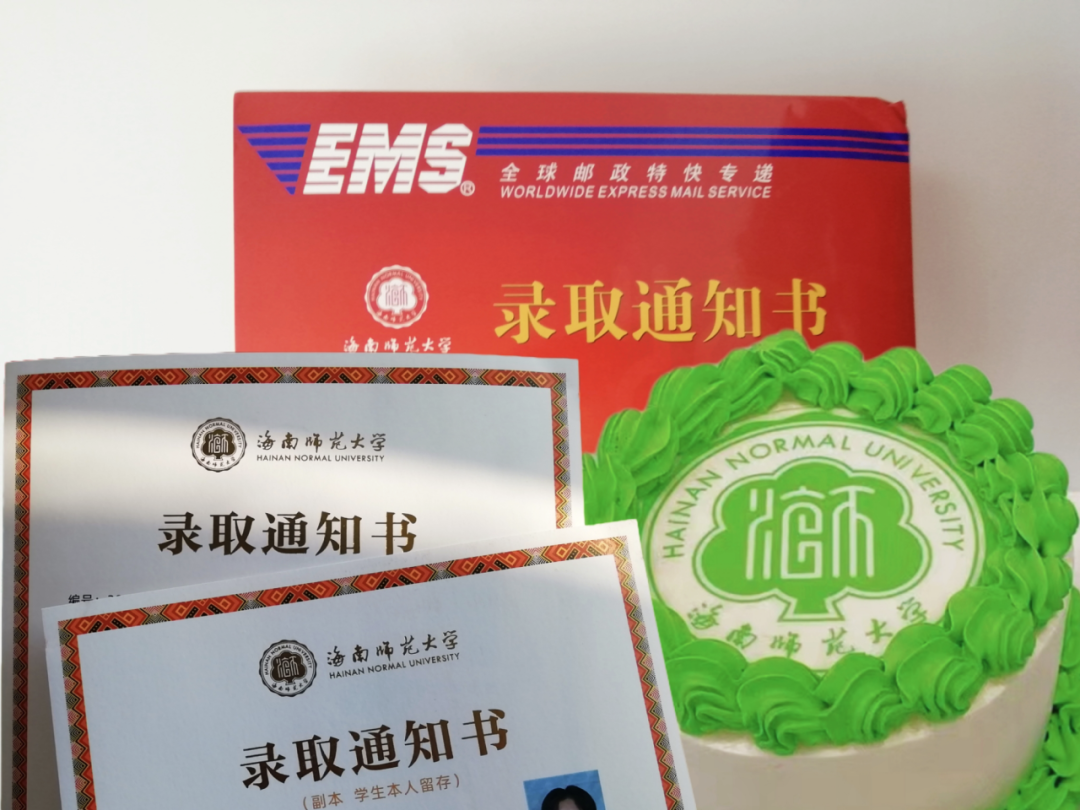 EMS®
全球邮政特快专递
WORLDWIDE EXPRESS MAIL SERVICE
海南师范大学
录取通知书
海南师范大学
HAINAN NORMAL UNIVERSITY
录取通知书
编号:
海南师范大学
HAINAN NORMAL UNIVERSITY
录取通知书
(副本 学生本人留存)
HAINAN NORMAL UNIVERSITY
海南师范大学